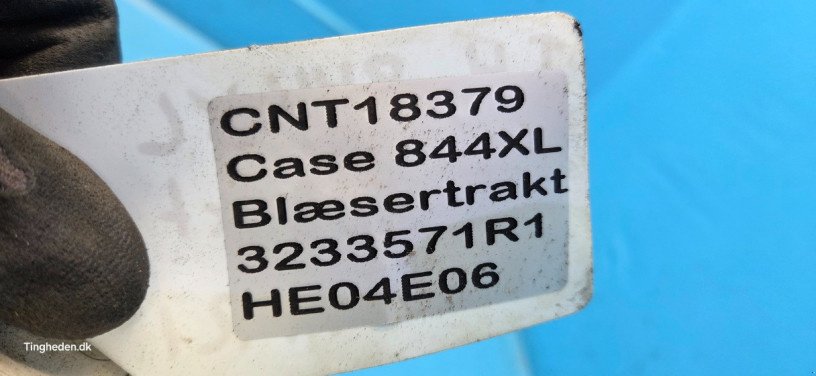 CNT18379
Case 844XL
Blæsertrakt
3233571R1
HE04E06
Tingheden.dk